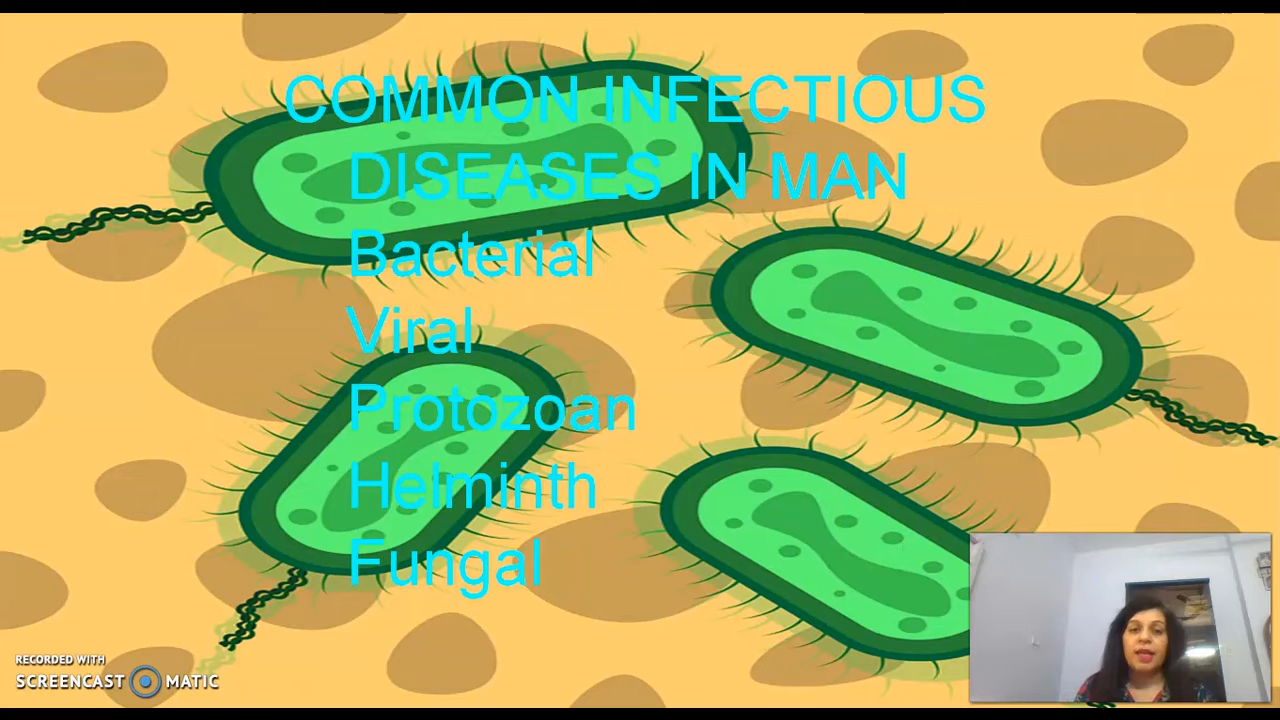 COMMON INFECTIOUS
DISEASES IN MAN
Bacterial
Viral
Protozoan
Helminth
Fungal
RECORDED WITH
SCREENCAST MATIC